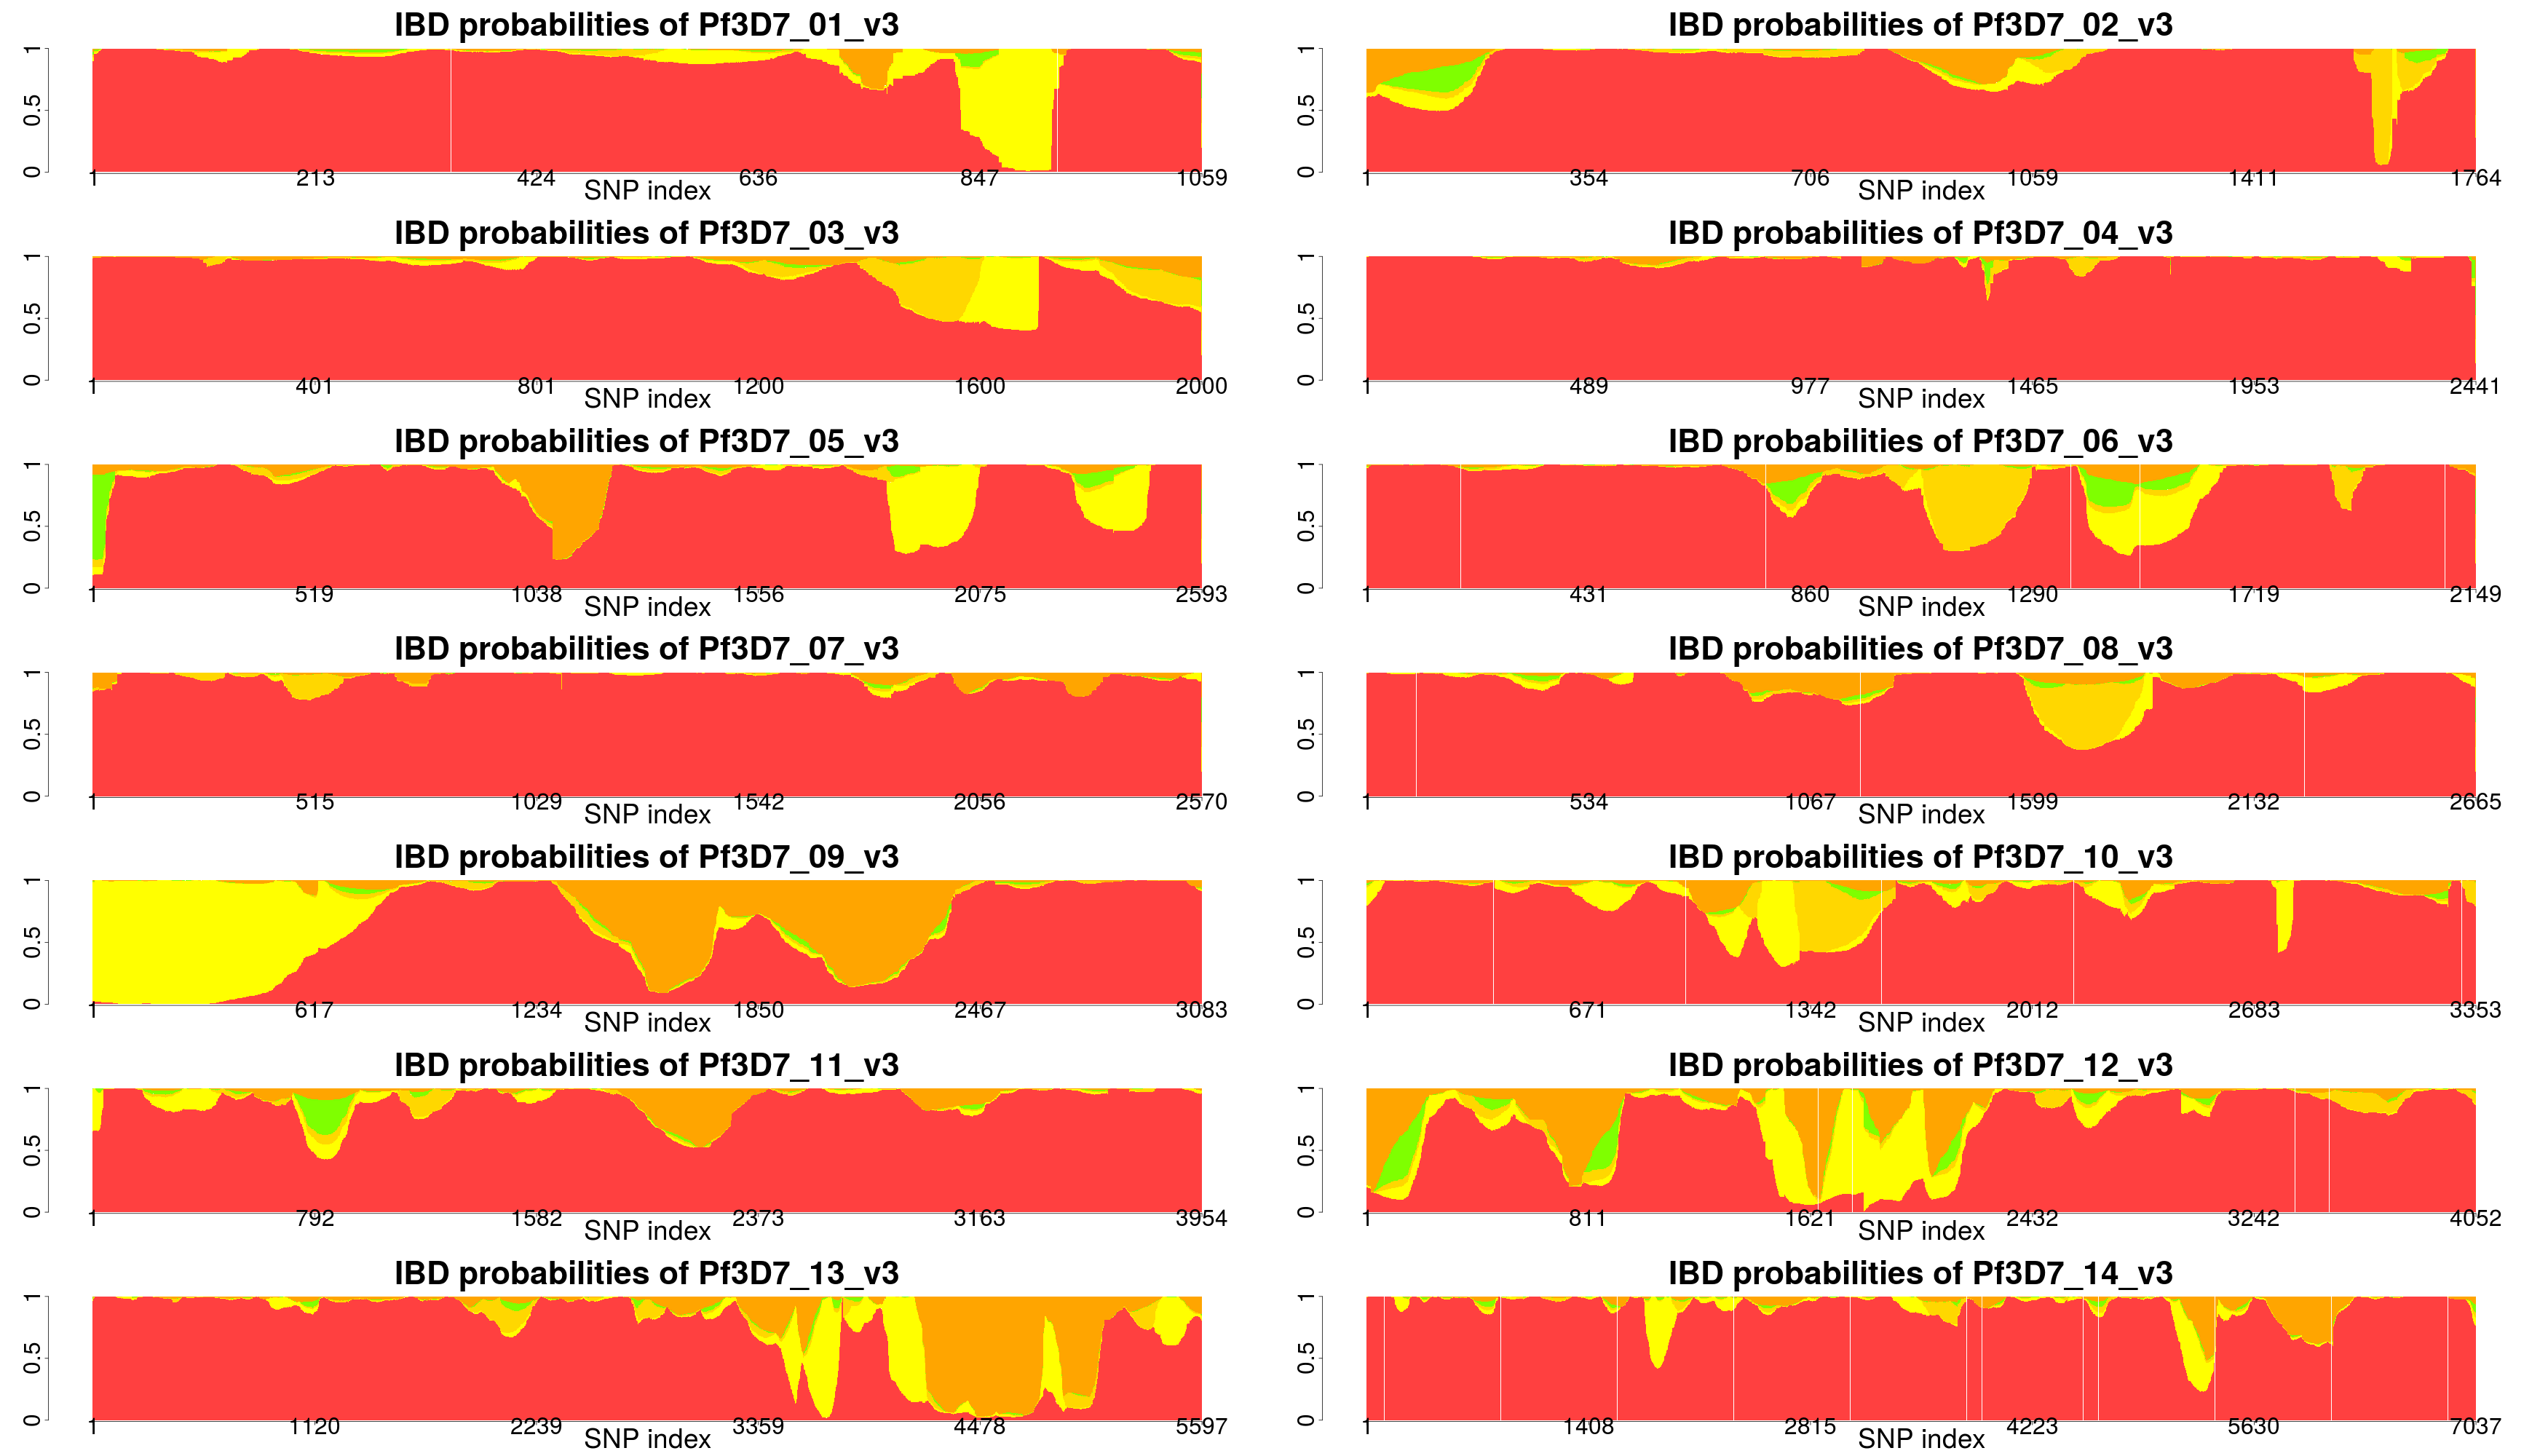 IBD probabilities of Pf3D7_01_v3
1
0.5
0
1 213 424 636 847 1059
SNP index
IBD probabilities of Pf3D7_02_v3
1
0.5
0
1 354 706 1059 1411 1764
SNP index
IBD probabilities of Pf3D7_03_v3
1
0.5
0
1 401 801 1200 1600 2000
SNP index
IBD probabilities of Pf3D7_04_v3
1
0.5
0
1 489 977 1465 1953 2441
SNP index
IBD probabilities of Pf3D7_05_v3
1
0.5
0
1 519 1038 1556 2075 2593
SNP index
IBD probabilities of Pf3D7_06_v3
1
0.5
0
1 431 860 1290 1719 2149
SNP index
IBD probabilities of Pf3D7_07_v3
1
0.5
0
1 515 1029 1542 2056 2570
SNP index
IBD probabilities of Pf3D7_08_v3
1
0.5
0
1 534 1067 1599 2132 2665
SNP index
IBD probabilities of Pf3D7_09_v3
1
0.5
0
1 617 1234 1850 2467 3083
SNP index
IBD probabilities of Pf3D7_10_v3
1
0.5
0
1 671 1342 2012 2683 3353
SNP index
IBD probabilities of Pf3D7_11_v3
1
0.5
0
1 792 1582 2373 3163 3954
SNP index
IBD probabilities of Pf3D7_12_v3
1
0.5
0
1 811 1621 2432 3242 4052
SNP index
IBD probabilities of Pf3D7_13_v3
1
0.5
0
1 1120 2239 3359 4478 5597
SNP index
IBD probabilities of Pf3D7_14_v3
1
0.5
0
1 1408 2815 4223 5630 7037
SNP index